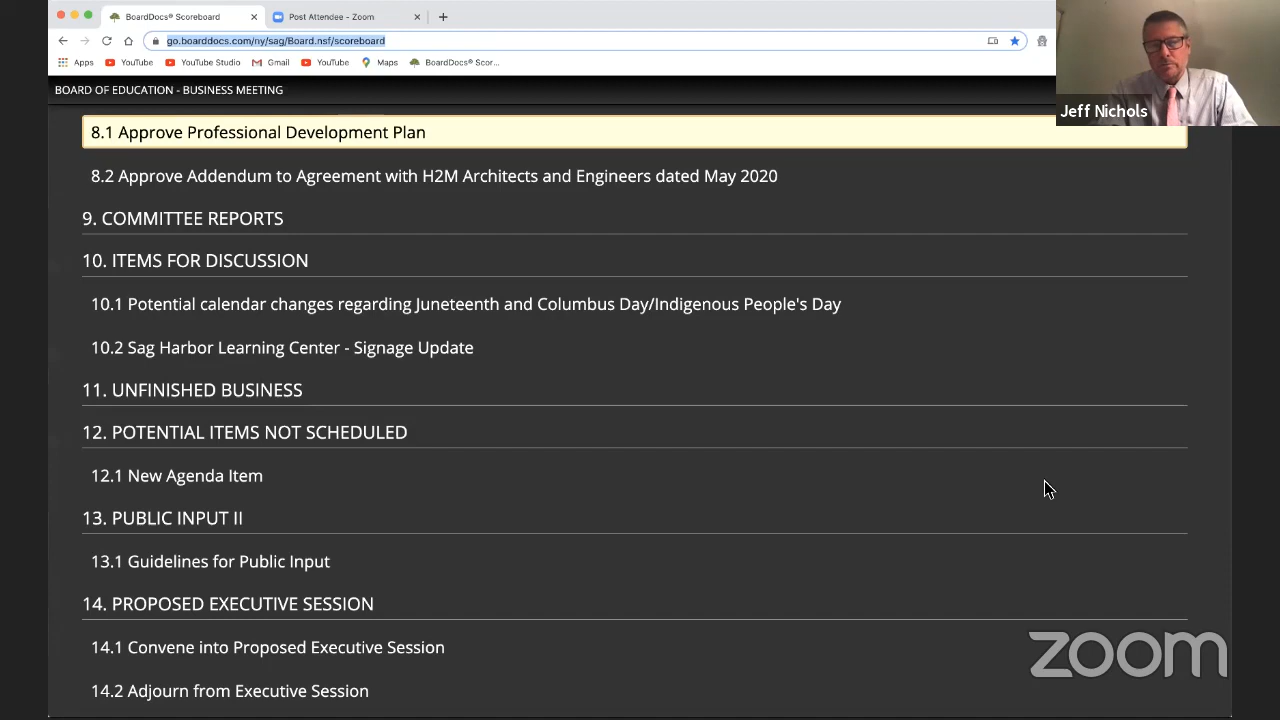 BoardDocs® Scoreboard
Post Attendee - Zoom
go.boarddocs.com/ny/sag/Board.nsf/scoreboard
Apps YouTube YouTube Studio Gmail YouTube Maps BoardDocs® Scor...
BOARD OF EDUCATION - BUSINESS MEETING
Jeff Nichols
8.1 Approve Professional Development Plan
8.2 Approve Addendum to Agreement with H2M Architects and Engineers dated May 2020
9. COMMITTEE REPORTS
10. ITEMS FOR DISCUSSION
10.1 Potential calendar changes regarding Juneteenth and Columbus Day/Indigenous People's Day
10.2 Sag Harbor Learning Center - Signage Update
11. UNFINISHED BUSINESS
12. POTENTIAL ITEMS NOT SCHEDULED
12.1 New Agenda Item
13. PUBLIC INPUT II
13.1 Guidelines for Public Input
14. PROPOSED EXECUTIVE SESSION
14.1 Convene into Proposed Executive Session
14.2 Adjourn from Executive Session
zoom